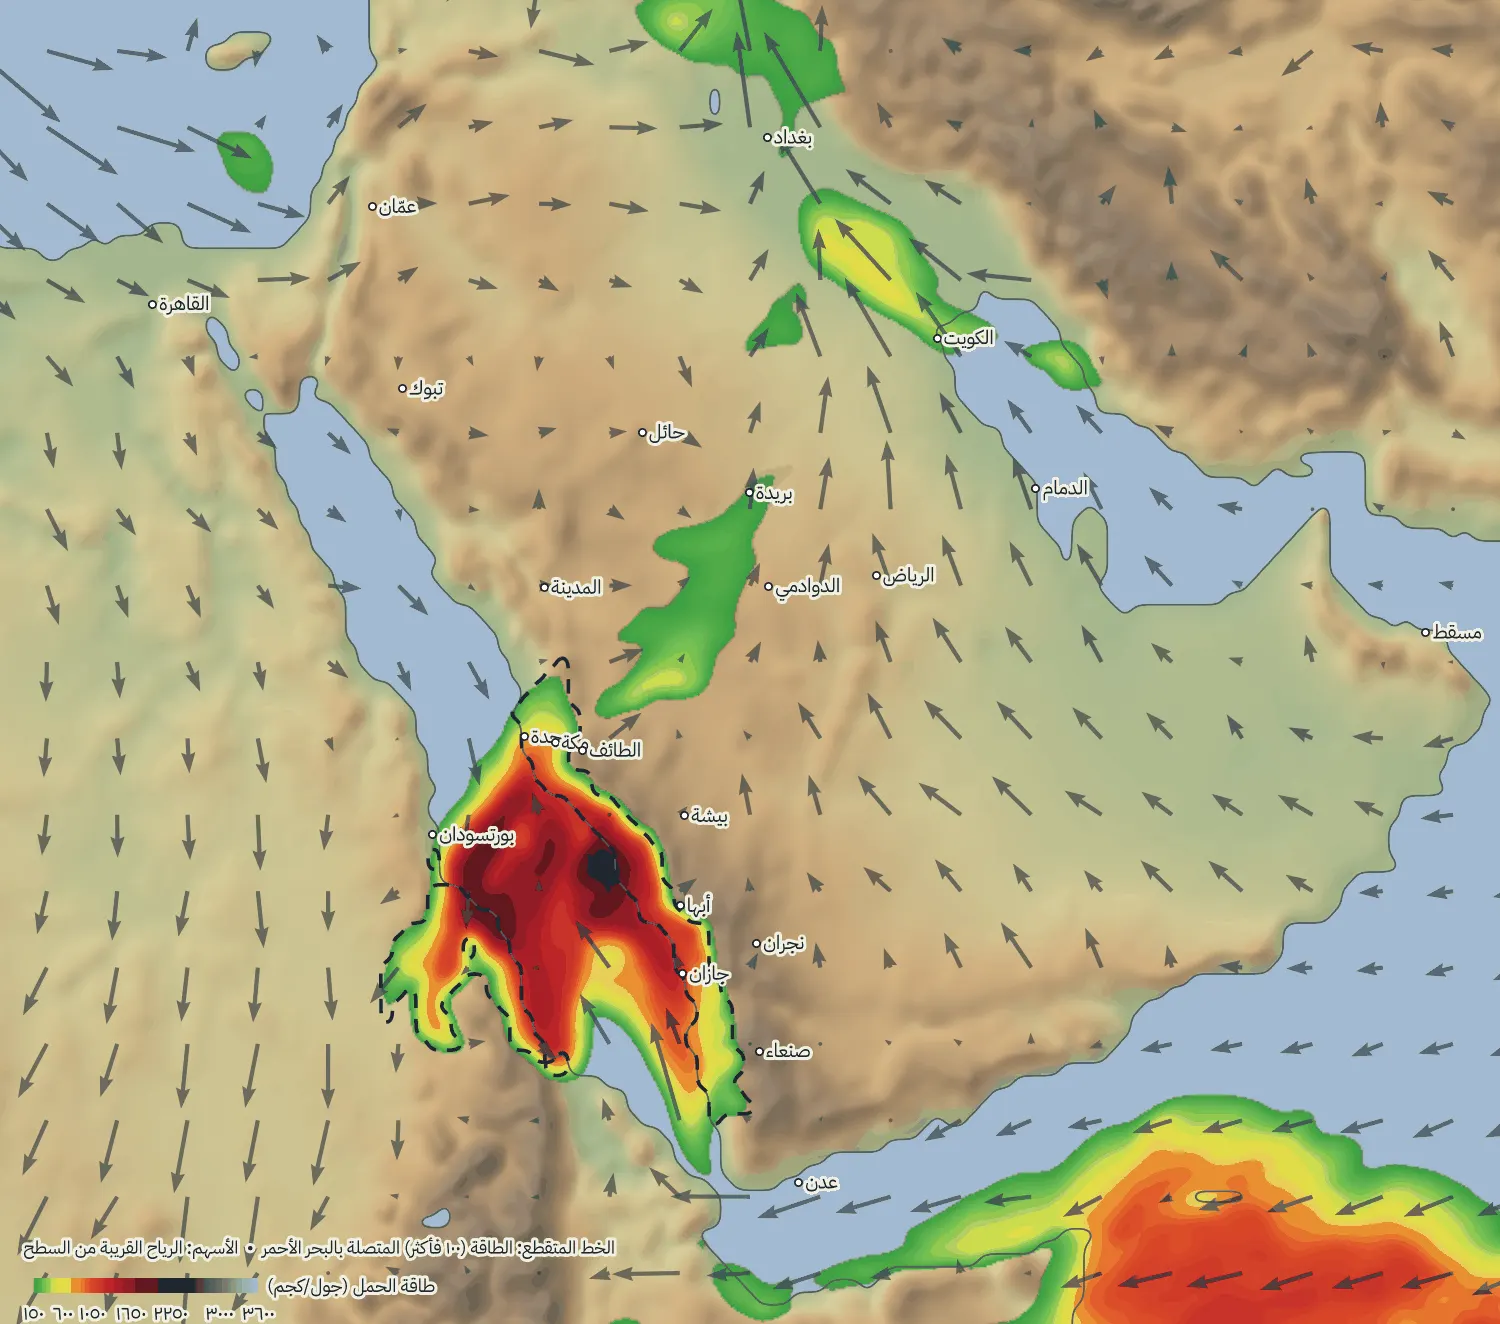 بغداد
عمّان
القاهرة
الكويت
تبوك
حائل
الدمام
بريدة
الرياض
المدينة
الدوادمي
مسقط
جدة
مكة
الطائف
بيشة
بورتسودان
أبها
نجران
جازان
صنعاء
عدن
الخط المتقطع: الطاقة (١٠٠ فأكثر) المتصلة بالبحر الأحمر • الأسهم: الرياح القريبة من السطح
طاقة الحمل (جول/كجم)
١٥٠ ٦٠٠ ١٠٥٠ ١٦٥٠ ٢٢٥٠ ٣٠٠٠ ٣٦٠٠